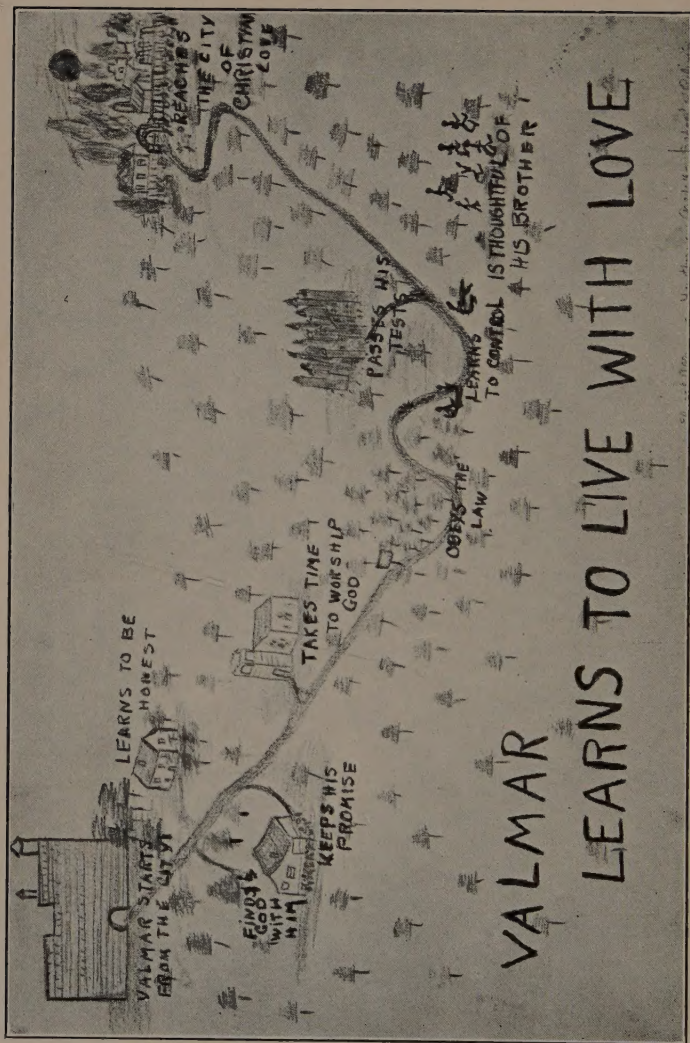 VALMAR STARTS
FROM THE CITY
LEARNS TO BE
HONEST
FINDS
GOD
WITH
HIM
KEEPS HIS
PROMISE
TAKES TIME
TO WORSHIP
GOD
OBEYS THE
LAW
LEARNS
TO CONTROL
PASSES HIS
TESTS
IS THOUGHTFUL OF
HIS BROTHER
REACHES
THE CITY
OF
CHRISTIAN
LOVE
VALMAR
LEARNS TO LIVE WITH LOVE